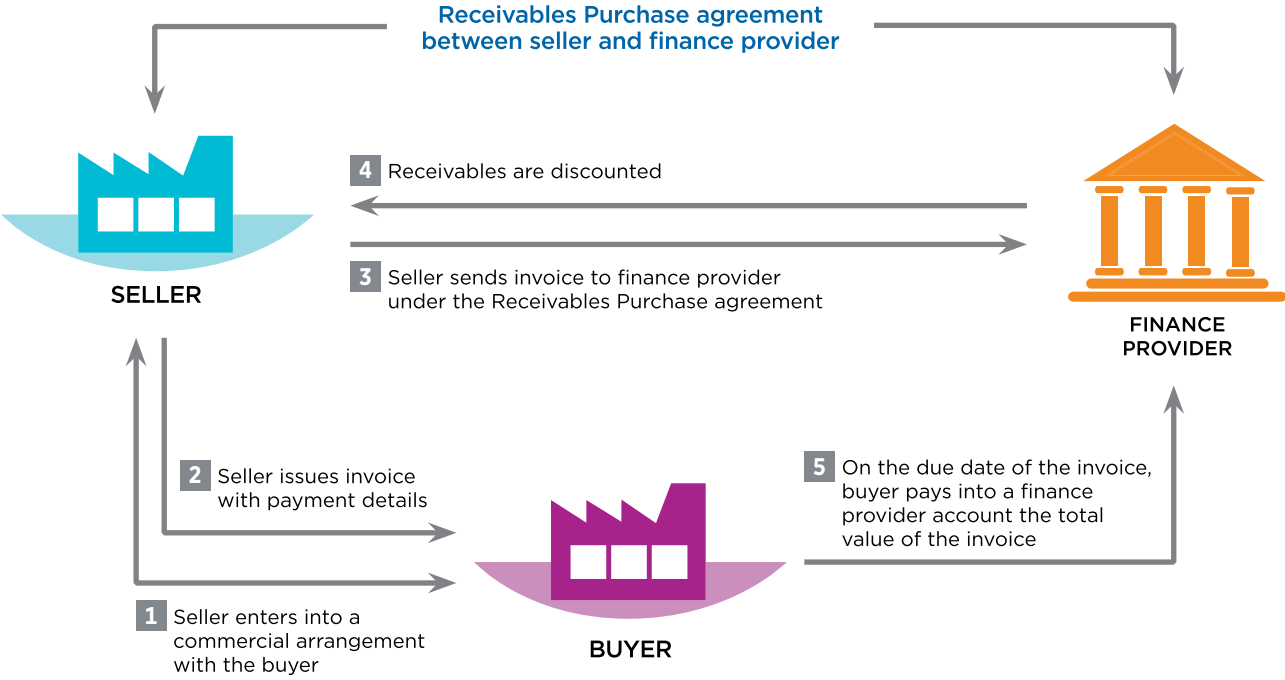 Receivables Purchase agreement
between seller and finance provider
4 Receivables are discounted
3 Seller sends invoice to finance provider
under the Receivables Purchase agreement
SELLER
FINANCE
PROVIDER
2 Seller issues invoice
with payment details
5 On the due date of the invoice,
buyer pays into a finance
provider account the total
value of the invoice
1 Seller enters into a
commercial arrangement
with the buyer
BUYER